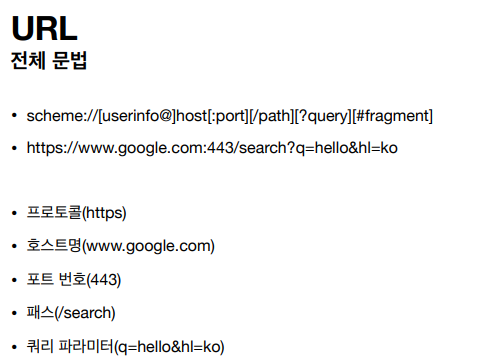 URL
전체 문법
• scheme://[userinfo@]host[:port][/path][?query][#fragment]
• https://www.google.com:443/search?q=hello&hl=ko
• 프로토콜(https)
• 호스트명(www.google.com)
• 포트 번호(443)
• 패스(/search)
• 쿼리 파라미터(q=hello&hl=ko)